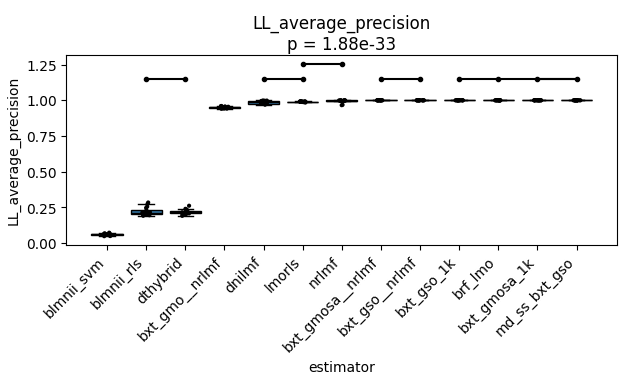 LL_average_precision
p = 1.88e-33
LL_average_precision
1.25
1.00
0.75
0.50
0.25
0.00
blmnii_svm
blmnii_rls
dthybrid
bxt_gmo__nrlmf
dnilmf
lmorls
nrlmf
bxt_gmosa__nrlmf
bxt_gso__nrlmf
bxt_gso_1k
brf_lmo
bxt_gmosa_1k
md_ss_bxt_gso
estimator